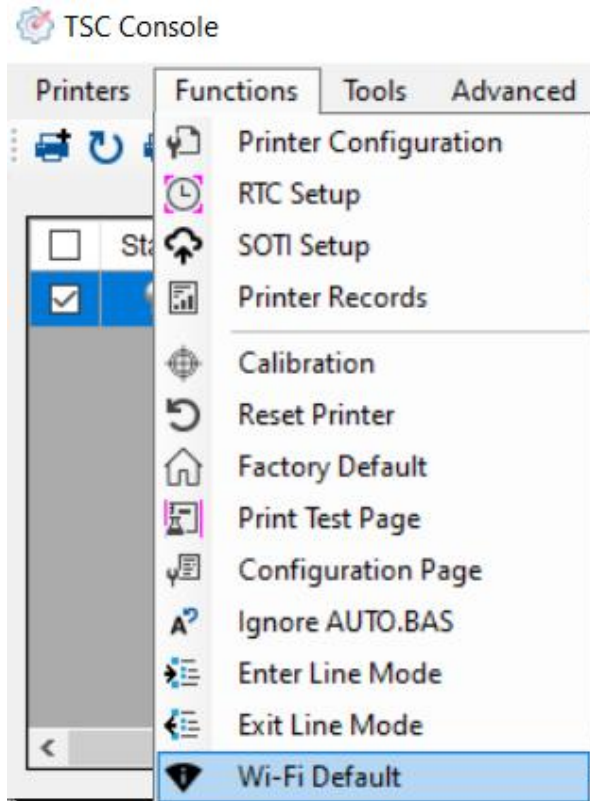 TSC Console
Printers Functions Tools Advanced
Printer Configuration
RTC Setup
SOTI Setup
Printer Records
Calibration
Reset Printer
Factory Default
Print Test Page
Configuration Page
Ignore AUTO.BAS
Enter Line Mode
Exit Line Mode
Wi-Fi Default